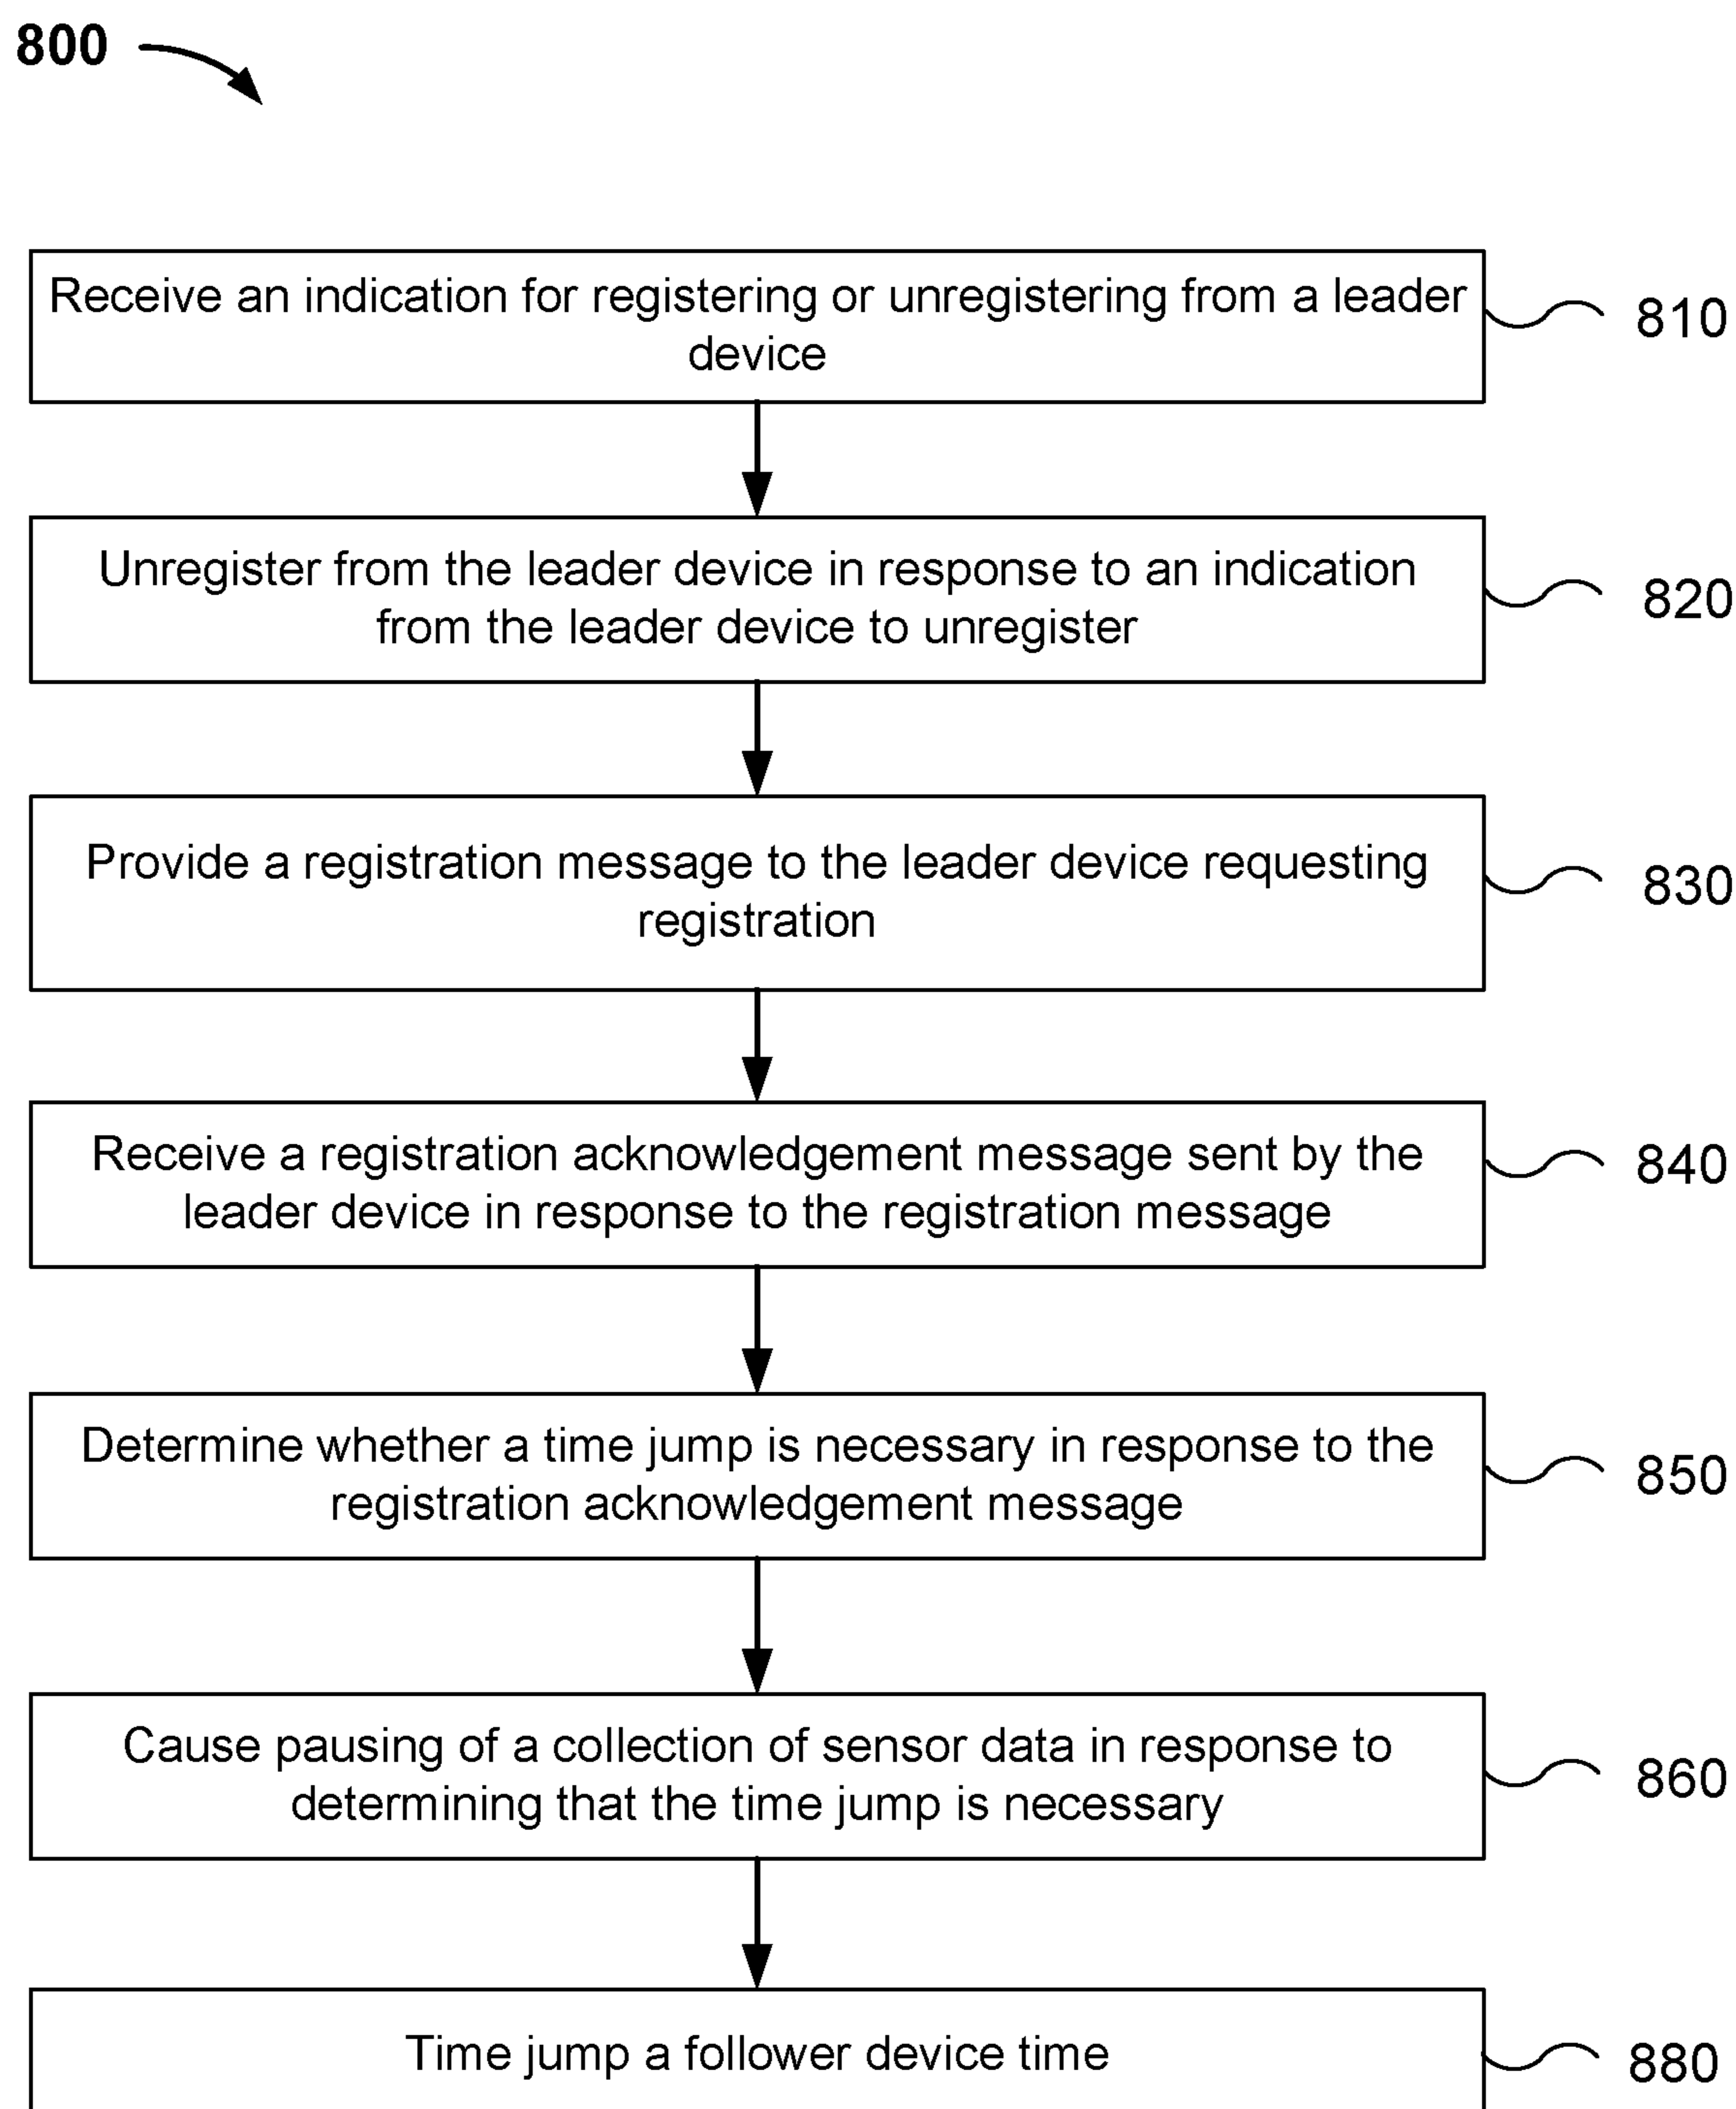 800
Receive an indication for registering or unregistering from a leader
device
810
Unregister from the leader device in response to an indication
from the leader device to unregister
820
Provide a registration message to the leader device requesting
registration
830
Receive a registration acknowledgement message sent by the
leader device in response to the registration message
840
Determine whether a time jump is necessary in response to the
registration acknowledgement message
850
Cause pausing of a collection of sensor data in response to
determining that the time jump is necessary
860
Time jump a follower device time
880